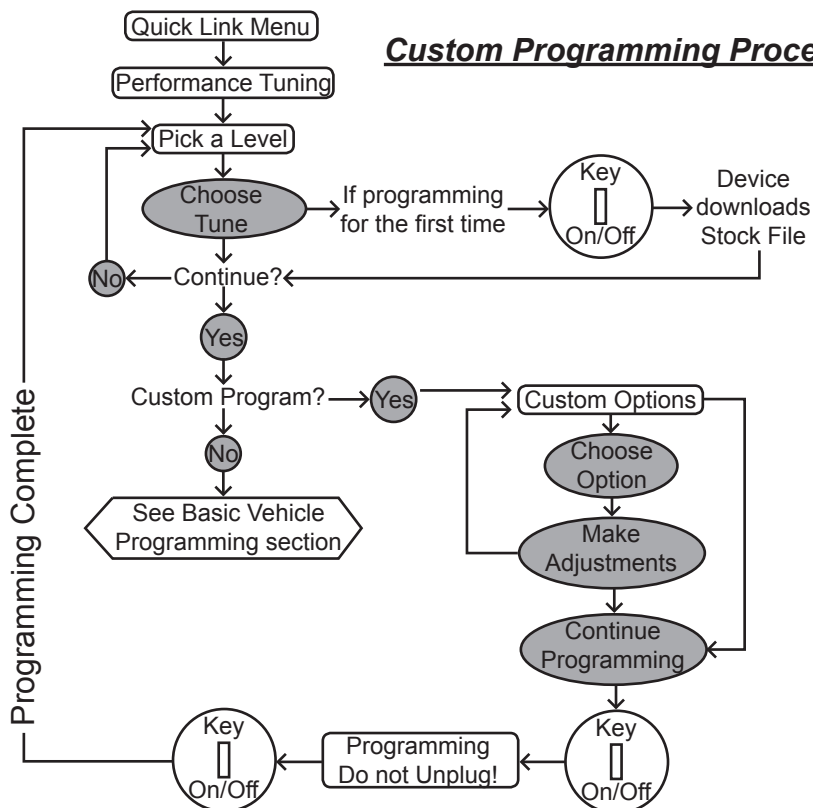 Quick Link Menu
Custom Programming Proce
Performance Tuning
Pick a Level
Choose
Tune
If programming
for the first time
Key
On/Off
Device
downloads
Stock File
No
Continue?
Yes
Custom Program?
Yes
Custom Options
No
Choose
Option
See Basic Vehicle
Programming section
Make
Adjustments
Continue
Programming
Programming Complete
Key
On/Off
Programming
Do not Unplug!
Key
On/Off